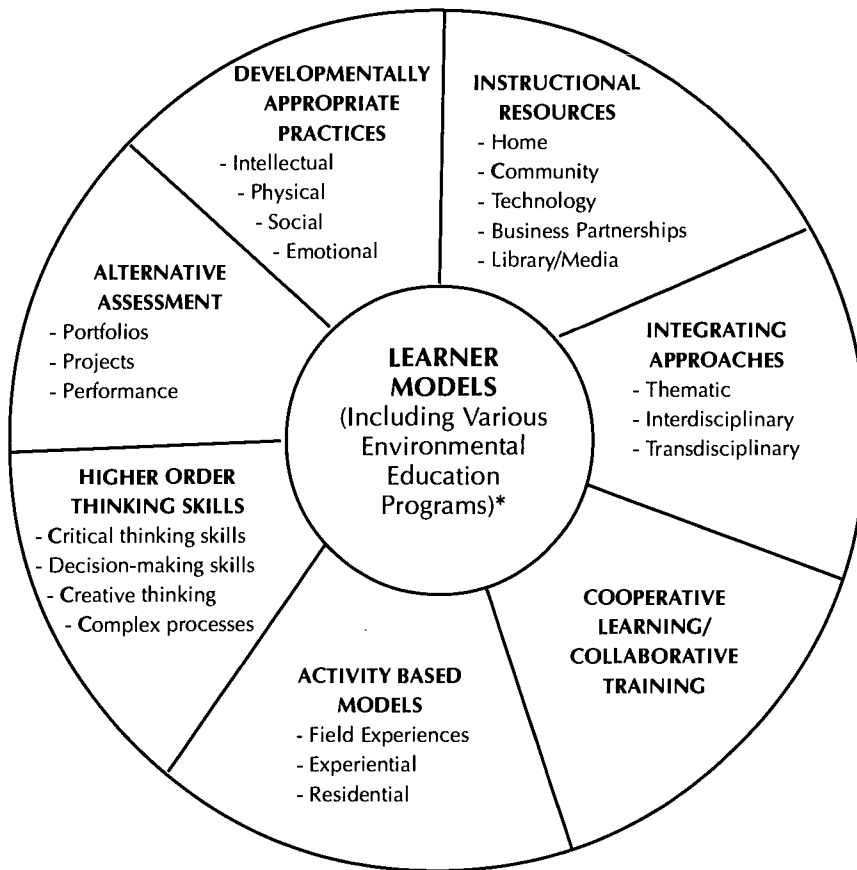 DEVELOPMENTALLY
APPROPRIATE
PRACTICES
- Intellectual
- Physical
- Social
- Emotional
INSTRUCTIONAL
RESOURCES
- Home
- Community
- Technology
- Business Partnerships
- Library/Media
INTEGRATING
APPROACHES
- Thematic
- Interdisciplinary
- Transdisciplinary
COOPERATIVE
LEARNING/
COLLABORATIVE
TRAINING
ACTIVITY BASED
MODELS
- Field Experiences
- Experiential
- Residential
HIGHER ORDER
THINKING SKILLS
- Critical thinking skills
- Decision-making skills
- Creative thinking
- Complex processes
ALTERNATIVE
ASSESSMENT
- Portfolios
- Projects
- Performance
LEARNER
MODELS
(Including Various
Environmental
Education
Programs)*